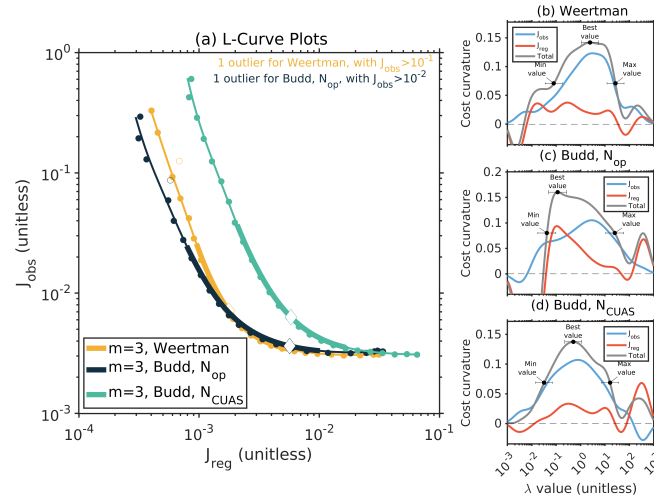 (a) L-Curve Plots
1 outlier for Weertman, with J_obs>10^-1
1 outlier for Budd, N_op, with J_obs>10^-2
10^0
10^-1
10^-2
10^-3
J_obs (unitless)
m=3, Weertman
m=3, Budd, N_op
m=3, Budd, N_CUAS
10^-4
10^-3
10^-2
10^-1
J_reg (unitless)
(b) Weertman
Cost curvature
0.15
0.1
0.05
0
Min value
Best value
Max value
J_obs
J_reg
Total
(c) Budd, N_op
Cost curvature
0.2
0.15
0.1
0.05
0
Min value
Best value
Max value
J_obs
J_reg
Total
(d) Budd, N_CUAS
Cost curvature
0.15
0.1
0.05
0
Min value
Best value
Max value
J_obs
J_reg
Total
10^-3
10^-2
10^-1
10^0
10^1
10^2
10^3
λ value (unitless)